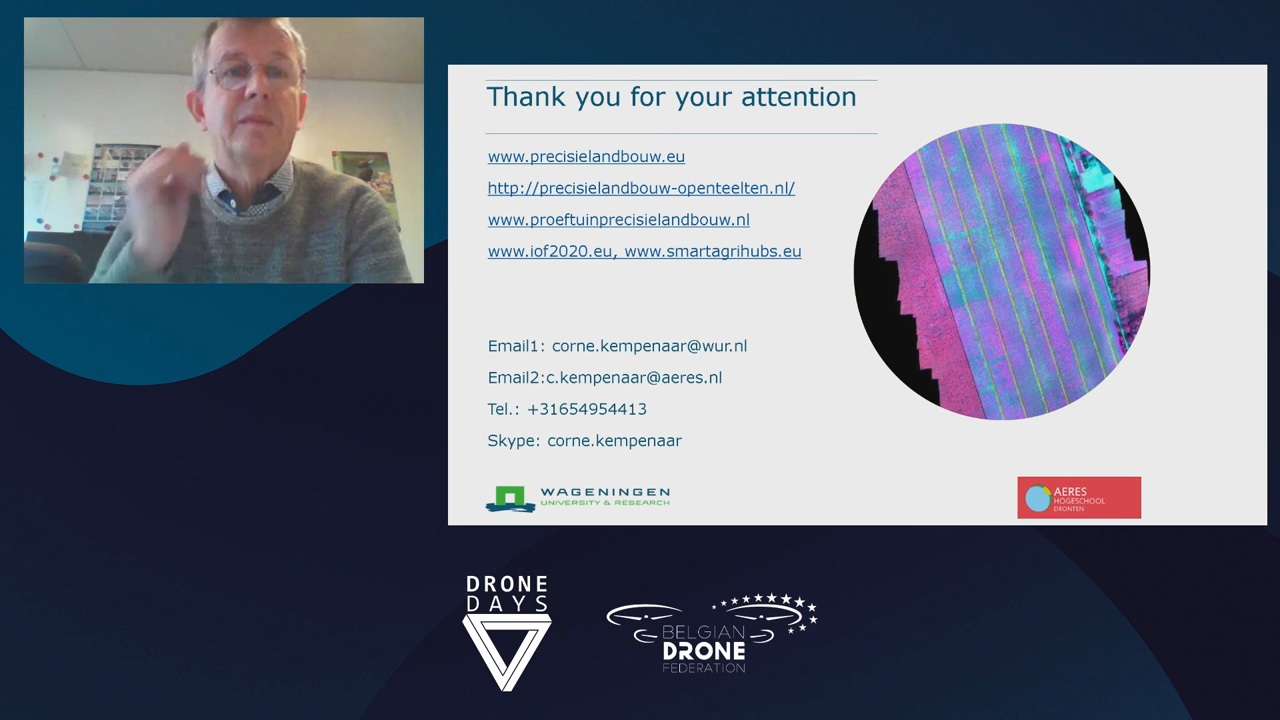 Thank you for your attention
www.precisielandbouw.eu
http://precisielandbouw-openteelten.nl/
www.proeftuinprecisielandbouw.nl
www.iof2020.eu, www.smartagrihubs.eu
Email1: corne.kempenaar@wur.nl
Email2:c.kempenaar@aeres.nl
Tel.: +31654954413
Skype: corne.kempenaar
WAGENINGEN
UNIVERSITY & RESEARCH
AERES
HOGESCHOOL
DRONTEN
DRONE
DAYS
BELGIAN
DRONE
FEDERATION